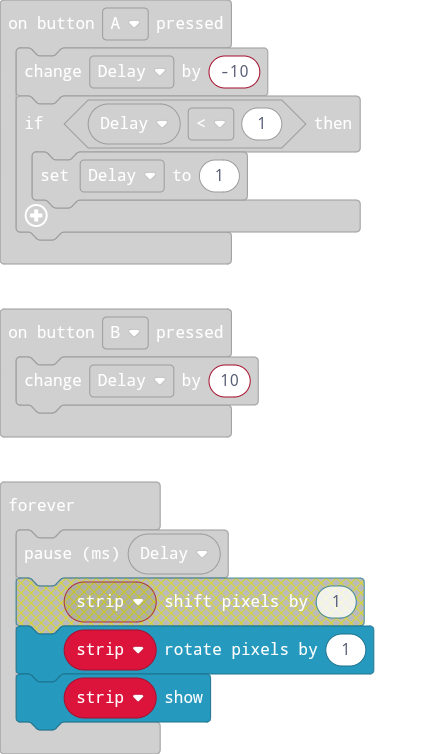 on button A pressed
change Delay by -10
if Delay < 1 then
set Delay to 1
on button B pressed
change Delay by 10
forever
pause (ms) Delay
strip shift pixels by 1
strip rotate pixels by 1
strip show